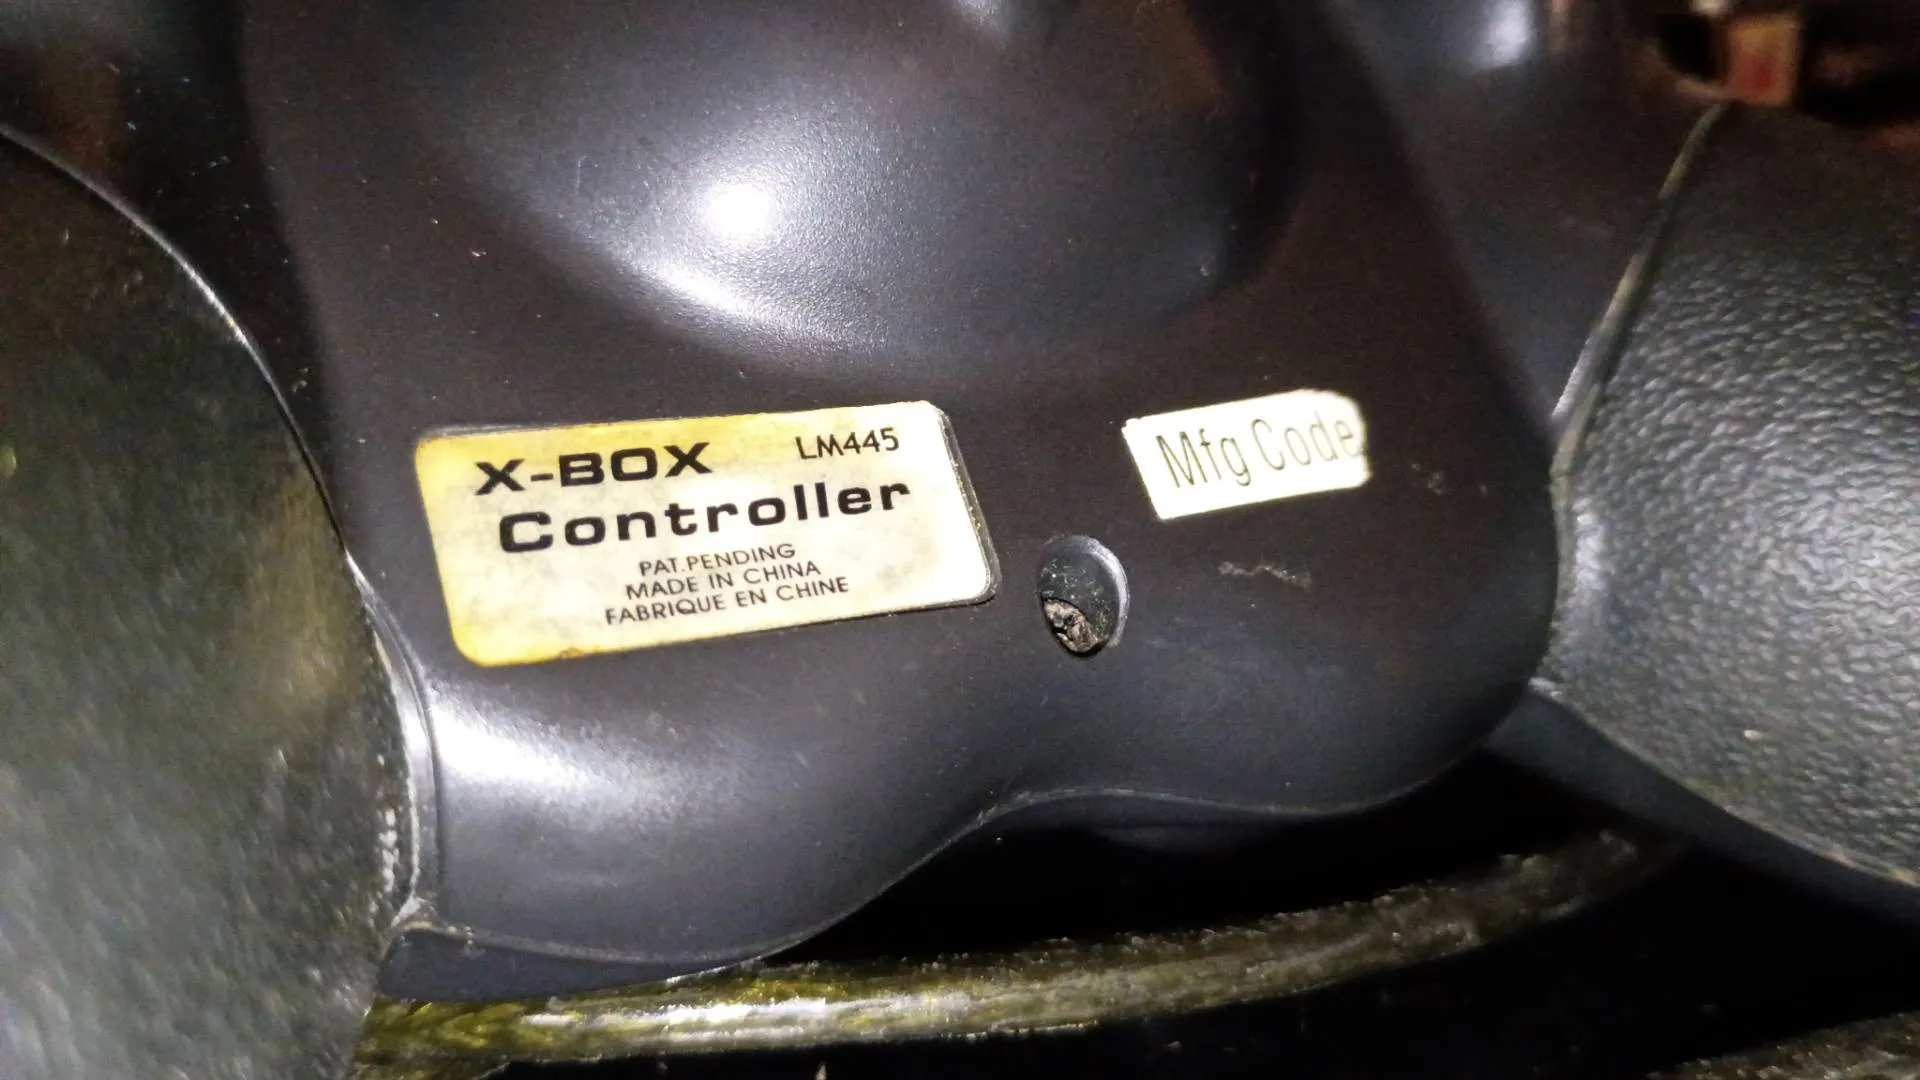 X-BOX LM445
Controller
PAT.PENDING
MADE IN CHINA
FABRIQUE EN CHINE
Mfg Code